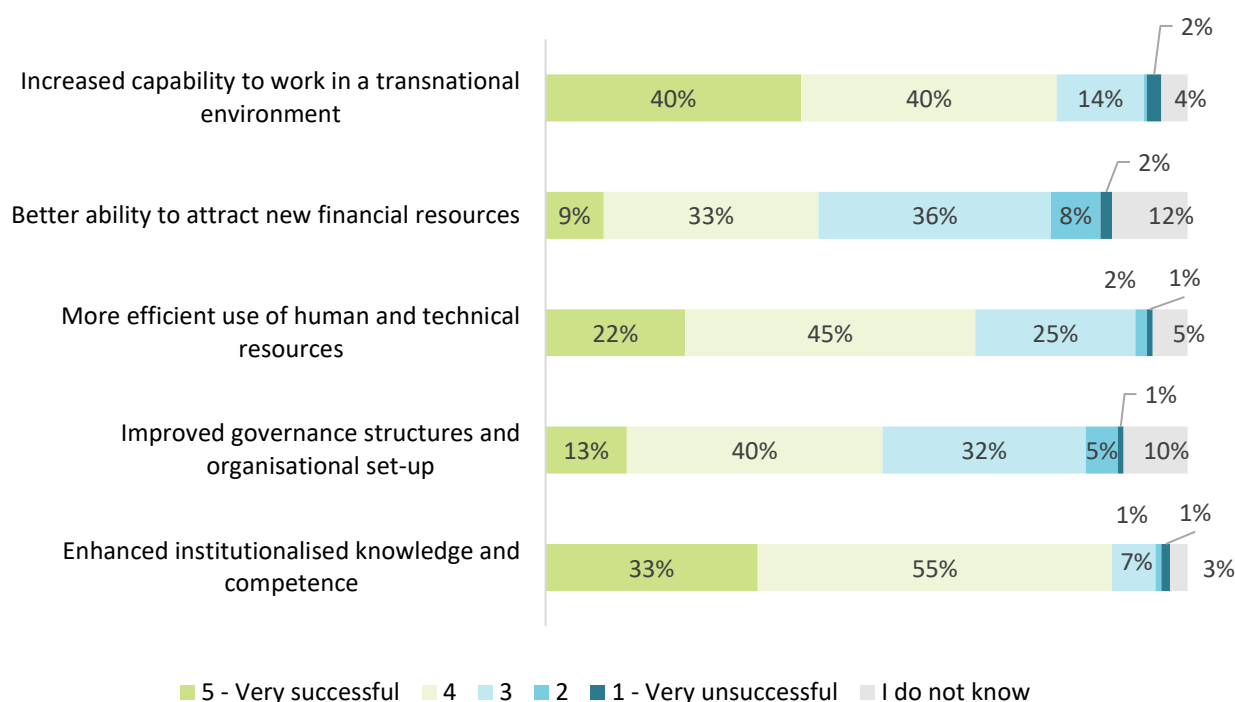 2%
Increased capability to work in a transnational
environment
40%
40%
14%
4%
2%
Better ability to attract new financial resources
9%
33%
36%
8%
12%
2%
1%
More efficient use of human and technical
resources
22%
45%
25%
5%
1%
Improved governance structures and
organisational set-up
13%
40%
32%
5%
10%
1%
1%
Enhanced institutionalised knowledge and
competence
33%
55%
7%
3%
5 - Very successful 4 3 2 1 - Very unsuccessful I do not know